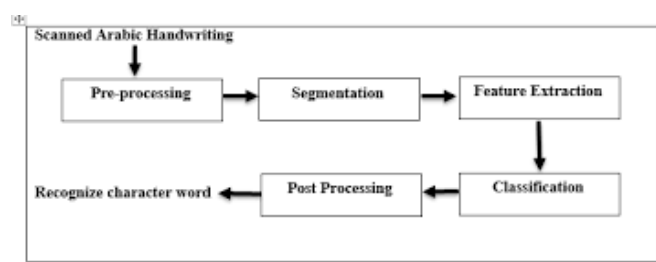 Scanned Arabic Handwriting
Pre-processing
Segmentation
Feature Extraction
Classification
Post Processing
Recognize character word